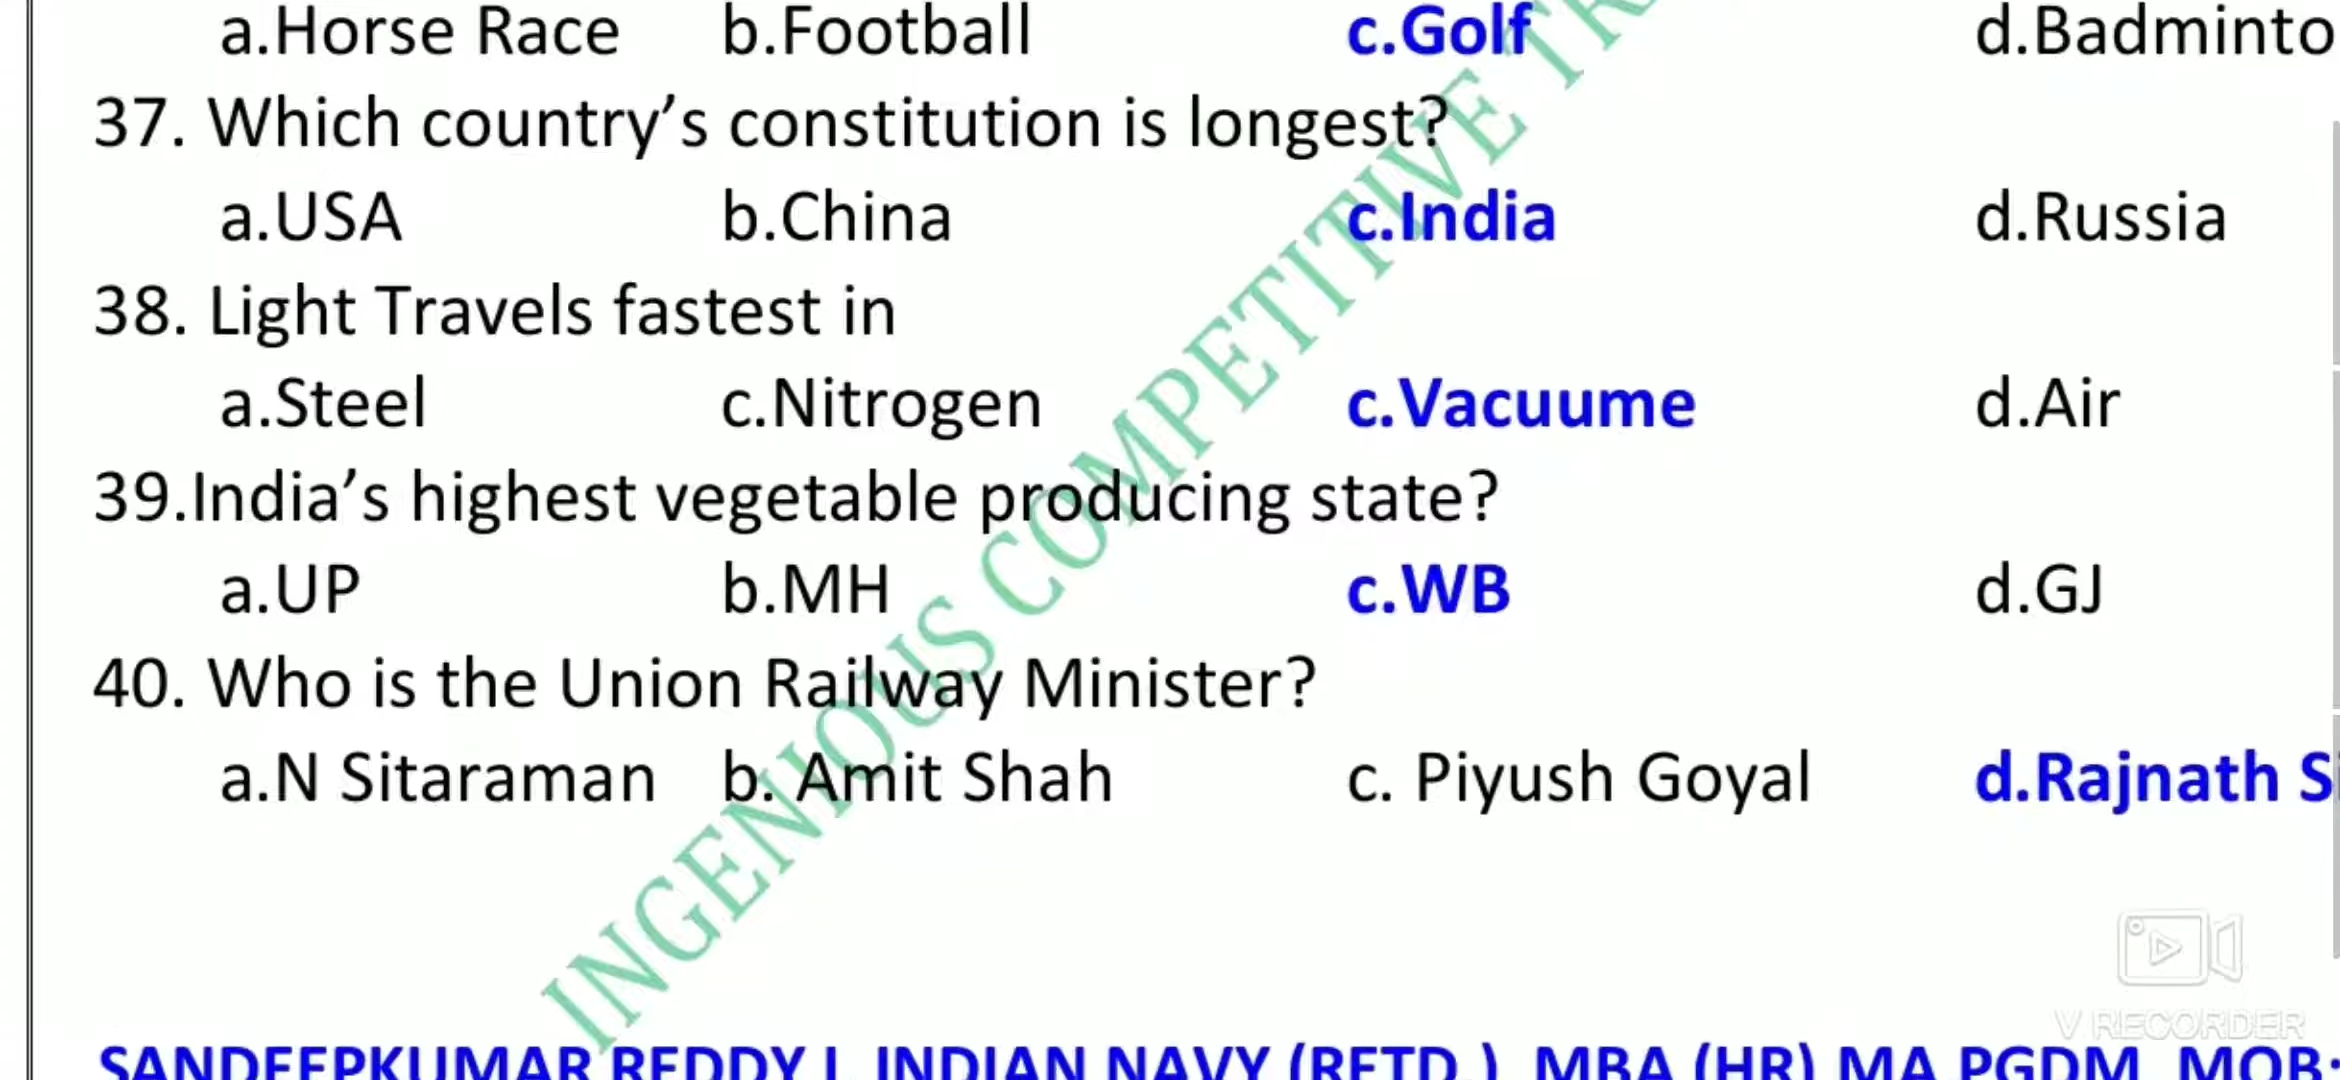 a.Horse Race b.Football c.Golf d.Badminto
37. Which country’s constitution is longest?
a.USA b.China c.India d.Russia
38. Light Travels fastest in
a.Steel c.Nitrogen c.Vacuume d.Air
39.India’s highest vegetable producing state?
a.UP b.MH c.WB d.GJ
40. Who is the Union Railway Minister?
a.N Sitaraman b. Amit Shah c. Piyush Goyal d.Rajnath S
INGENIOUS COMPETITIVE TR
V RECORDER
SANDEEPKUMAR REDDY I INDIAN NAVY (RETD ) MBA (HR) MA PGDM MOB: